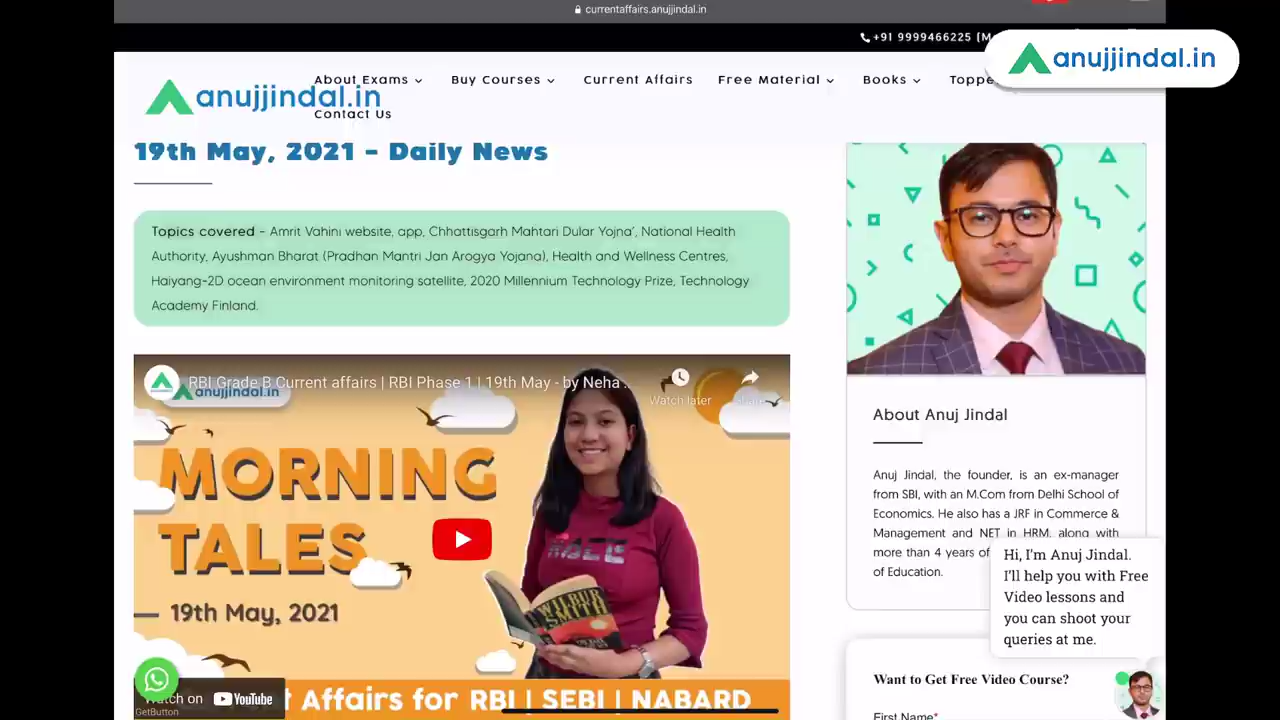 currentaffairs.anujjindal.in
+91 9999466225
anujjindal.in
About Exams
Buy Courses
Current Affairs
Free Material
Books
anujjindal.in
Contact Us
19th May, 2021 - Daily News
Topics covered - Amrit Vahini website, app, Chhattisgarh Mahtari Dular Yojna', National Health
Authority, Ayushman Bharat (Pradhan Mantri Jan Arogya Yojana), Health and Wellness Centres,
Haiyang-2D ocean environment monitoring satellite, 2020 Millennium Technology Prize, Technology
Academy Finland.
RBI Grade B Current affairs | RBI Phase 1 | 19th May - by Neha ...
anujjindal.in
Watch later
MORNING
TALES
19th May, 2021
WILBUR
SMITH
Watch on YouTube
Affairs for RBI | SEBI | NABARD
GetButton
About Anuj Jindal
Anuj Jindal, the founder, is an ex-manager
from SBI, with an M.Com from Delhi School of
Economics. He also has a JRF in Commerce &
Management and NET in HRM, along with
more than 4 years of
of Education.
Hi, I'm Anuj Jindal.
I'll help you with Free
Video lessons and
you can shoot your
queries at me.
Want to Get Free Video Course?
First Name*